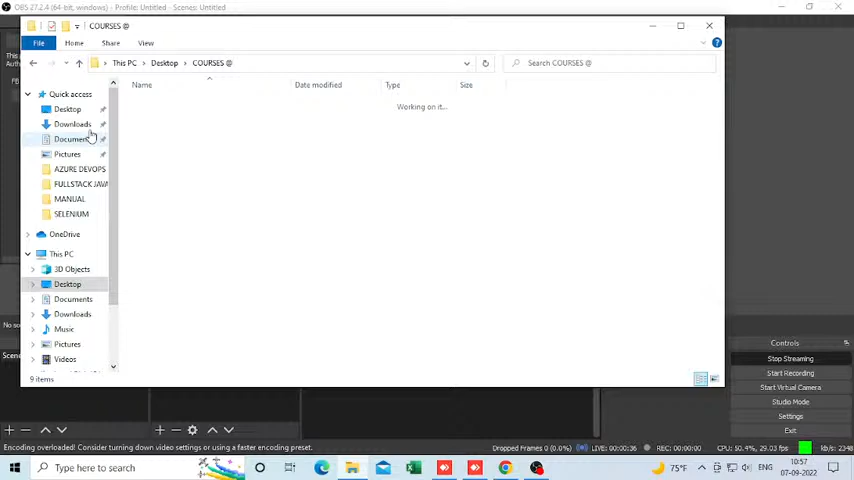 OBS 27.2.4 (64-bit, windows) - Profile: Untitled - Scenes: Untitled
COURSES @
File Home Share View
This PC > Desktop > COURSES @
Search COURSES @
Name Date modified Type Size
Working on it...
Quick access
Desktop
Downloads
Document
Pictures
AZURE DEVOPS
FULLSTACK JAVA
MANUAL
SELENIUM
OneDrive
This PC
3D Objects
Desktop
Documents
Downloads
Music
Pictures
Videos
9 items
Controls
Stop Streaming
Start Recording
Start Virtual Camera
Studio Mode
Settings
Exit
Encoding overloaded! Consider turning down video settings or using a faster encoding preset.
Dropped Frames 0 (0.0%) LIVE: 00:00:36 REC: 00:00:00 CPU: 50.4%, 29.03 fps kb/s: 2348
Type here to search
75°F ENG
10:57
07-09-2022